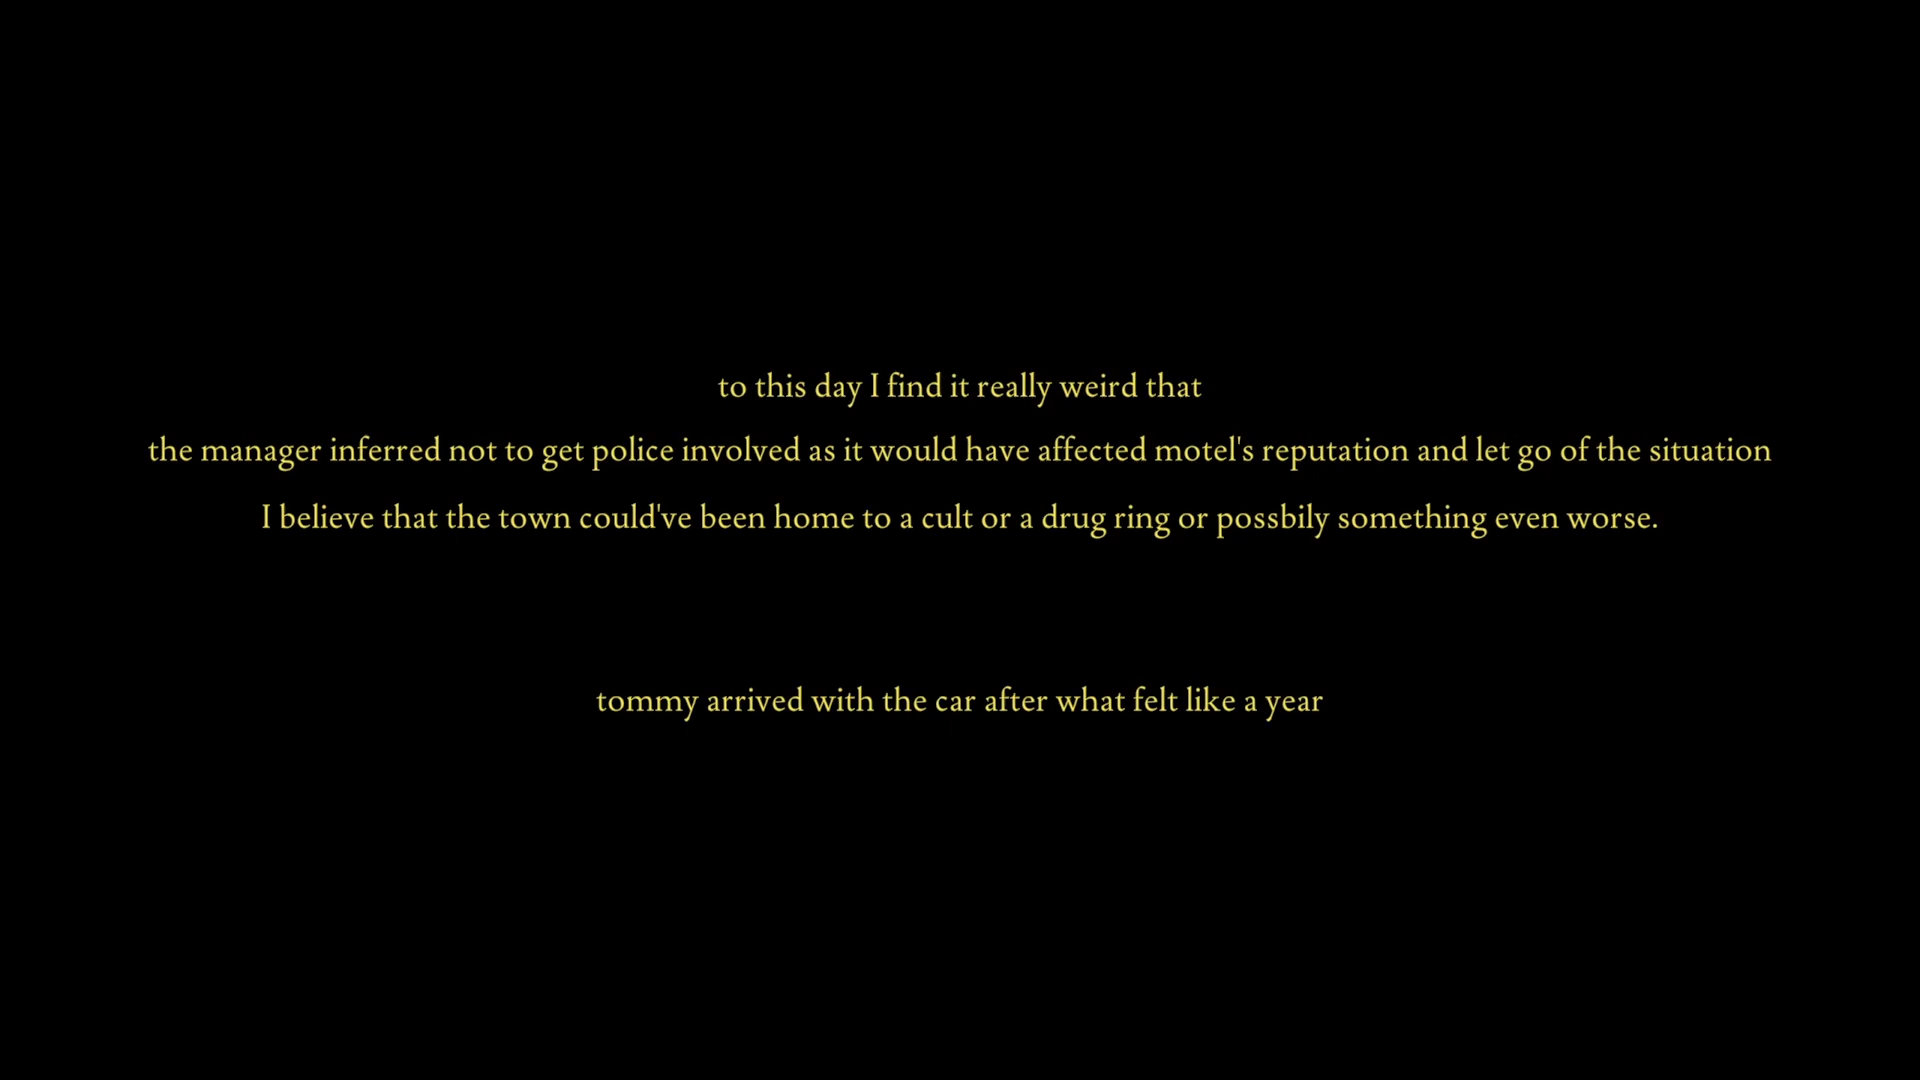 to this day I find it really weird that
the manager inferred not to get police involved as it would have affected motel's reputation and let go of the situation
I believe that the town could've been home to a cult or a drug ring or possbily something even worse.
tommy arrived with the car after what felt like a year